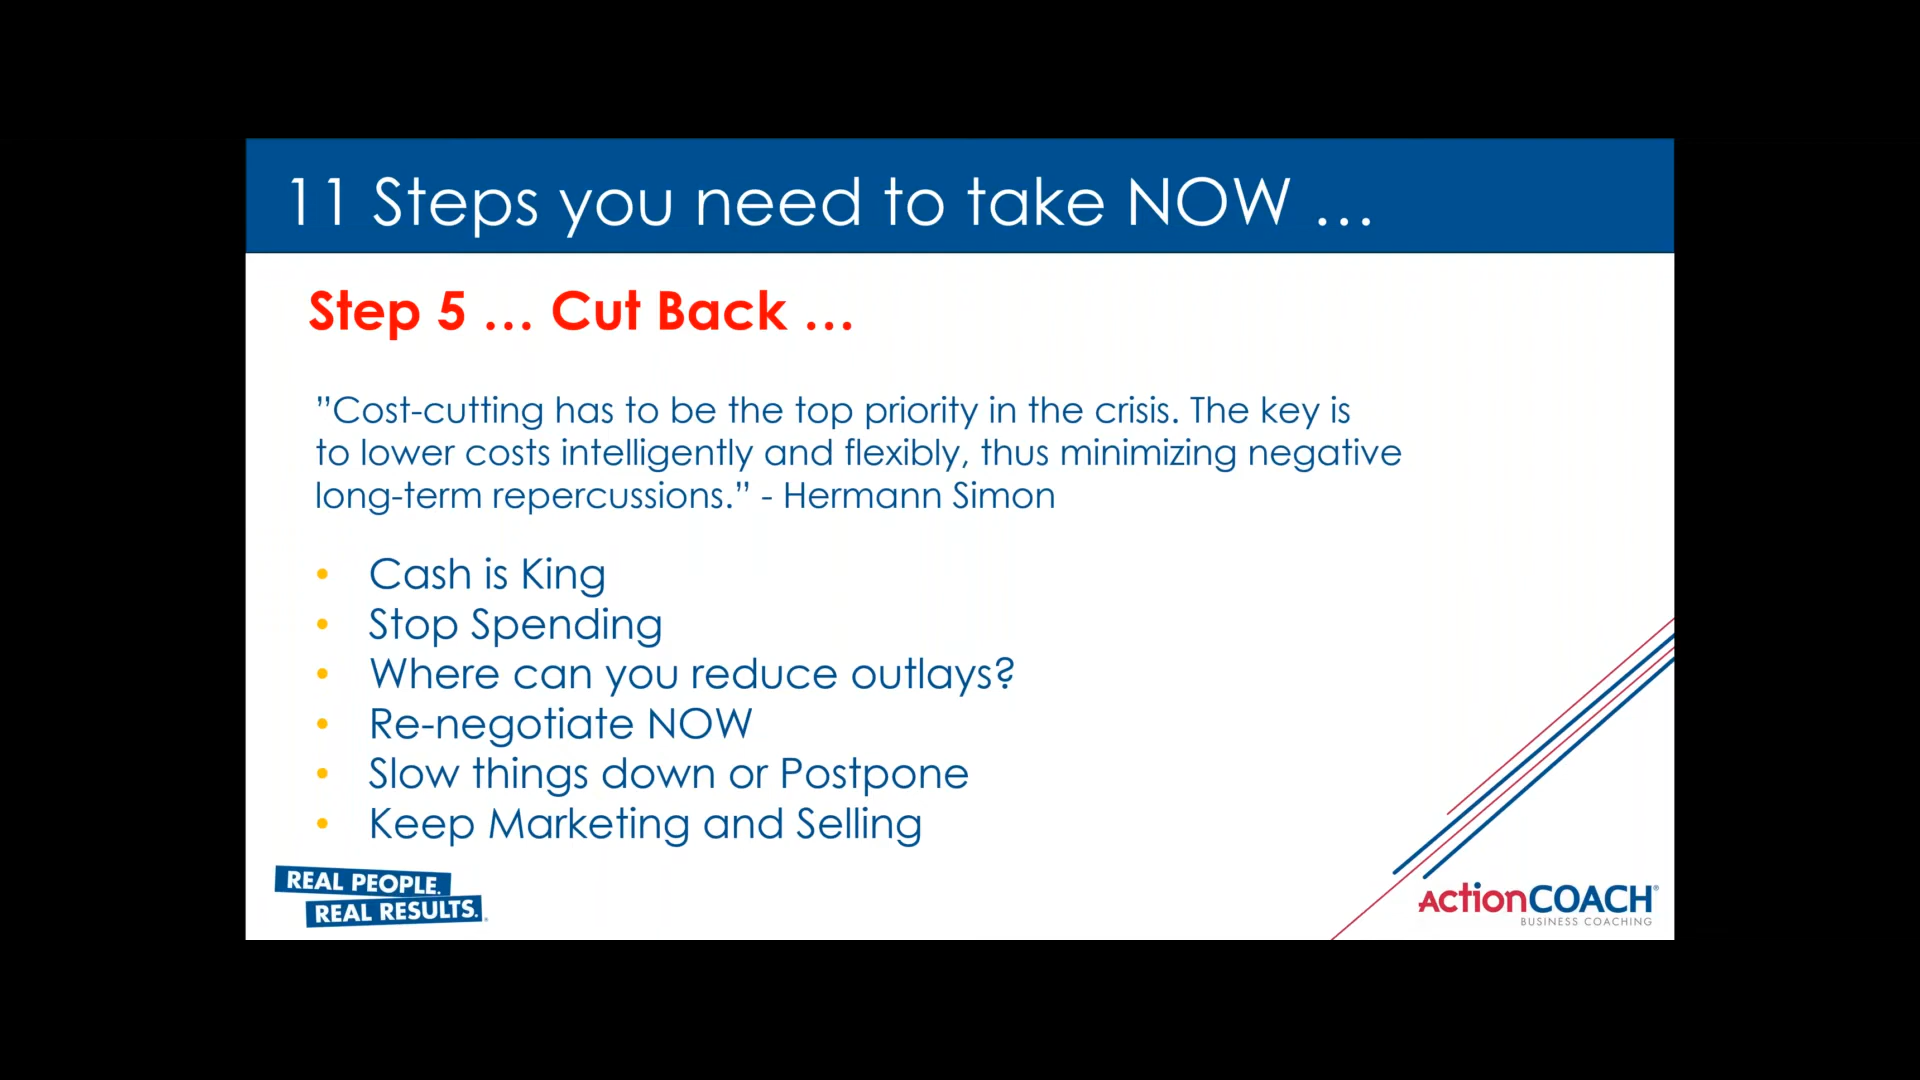 11 Steps you need to take NOW ...
Step 5 ... Cut Back ...
”Cost-cutting has to be the top priority in the crisis. The key is
to lower costs intelligently and flexibly, thus minimizing negative
long-term repercussions.” - Hermann Simon
• Cash is King
• Stop Spending
• Where can you reduce outlays?
• Re-negotiate NOW
• Slow things down or Postpone
• Keep Marketing and Selling
REAL PEOPLE.
REAL RESULTS.
ActionCOACH®
BUSINESS COACHING